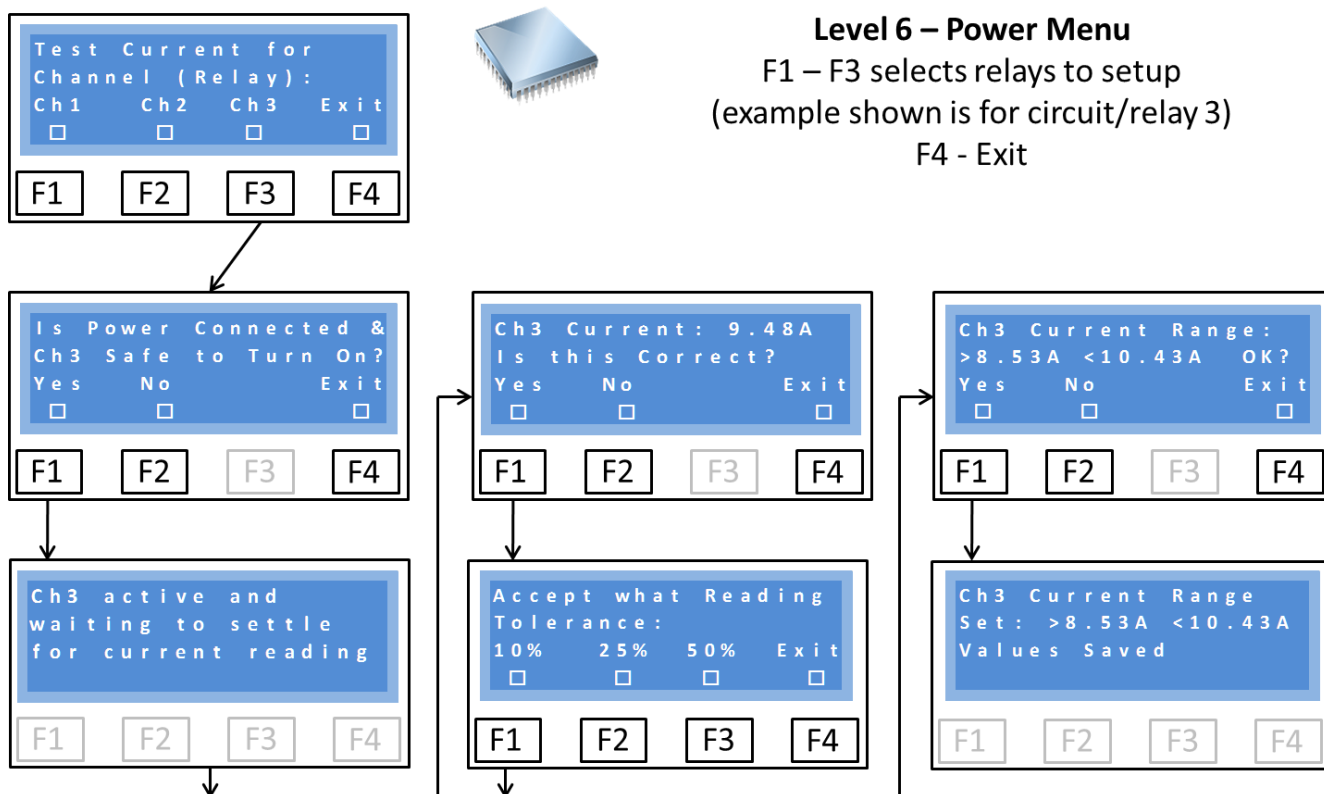 Level 6 – Power Menu
F1 – F3 selects relays to setup
(example shown is for circuit/relay 3)
F4 - Exit
Test Current for
Channel (Relay):
Ch1 Ch2 Ch3 Exit
F1 F2 F3 F4
Is Power Connected &
Ch3 Safe to Turn On?
Yes No Exit
F1 F2 F3 F4
Ch3 active and
waiting to settle
for current reading
F1 F2 F3 F4
Ch3 Current: 9.48A
Is this Correct?
Yes No Exit
F1 F2 F3 F4
Accept what Reading
Tolerance:
10% 25% 50% Exit
F1 F2 F3 F4
Ch3 Current Range:
>8.53A <10.43A OK?
Yes No Exit
F1 F2 F3 F4
Ch3 Current Range
Set: >8.53A <10.43A
Values Saved
F1 F2 F3 F4